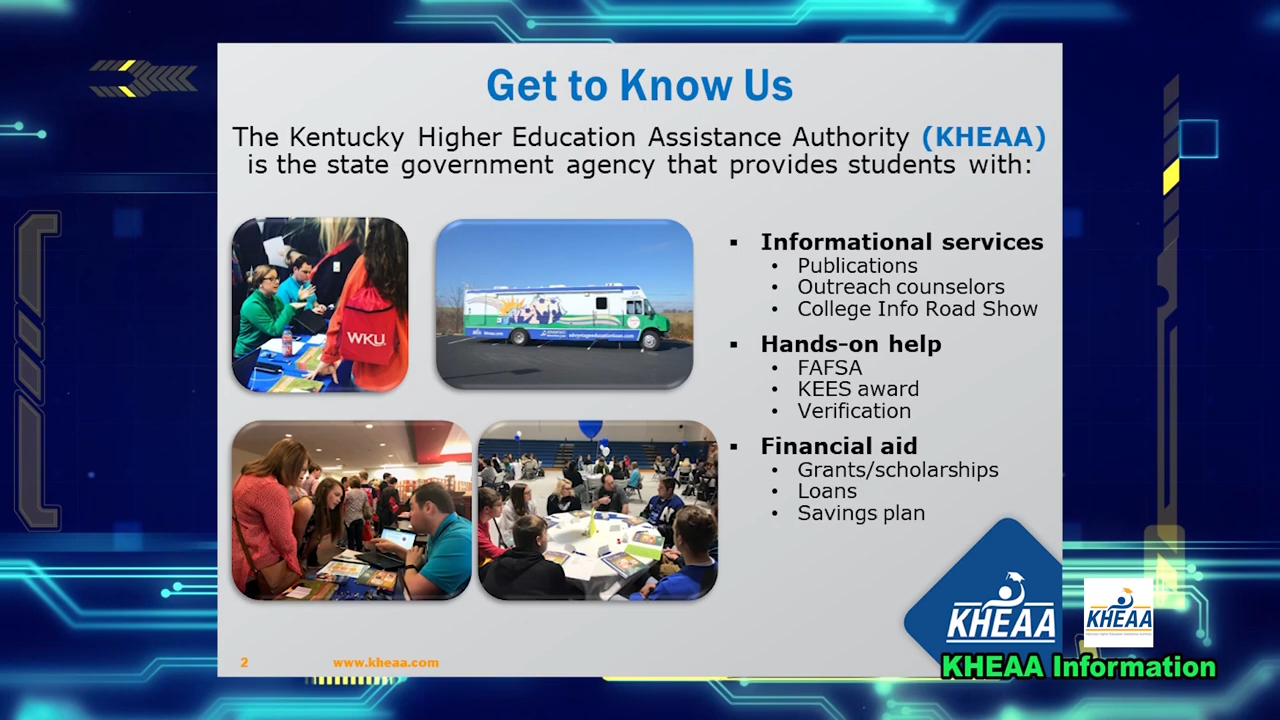 Get to Know Us
The Kentucky Higher Education Assistance Authority (KHEAA)
is the state government agency that provides students with:
WKU
▪ Informational services
• Publications
• Outreach counselors
• College Info Road Show
▪ Hands-on help
• FAFSA
• KEES award
• Verification
▪ Financial aid
• Grants/scholarships
• Loans
• Savings plan
KHEAA
KHEAA
2
www.kheaa.com
KHEAA Information